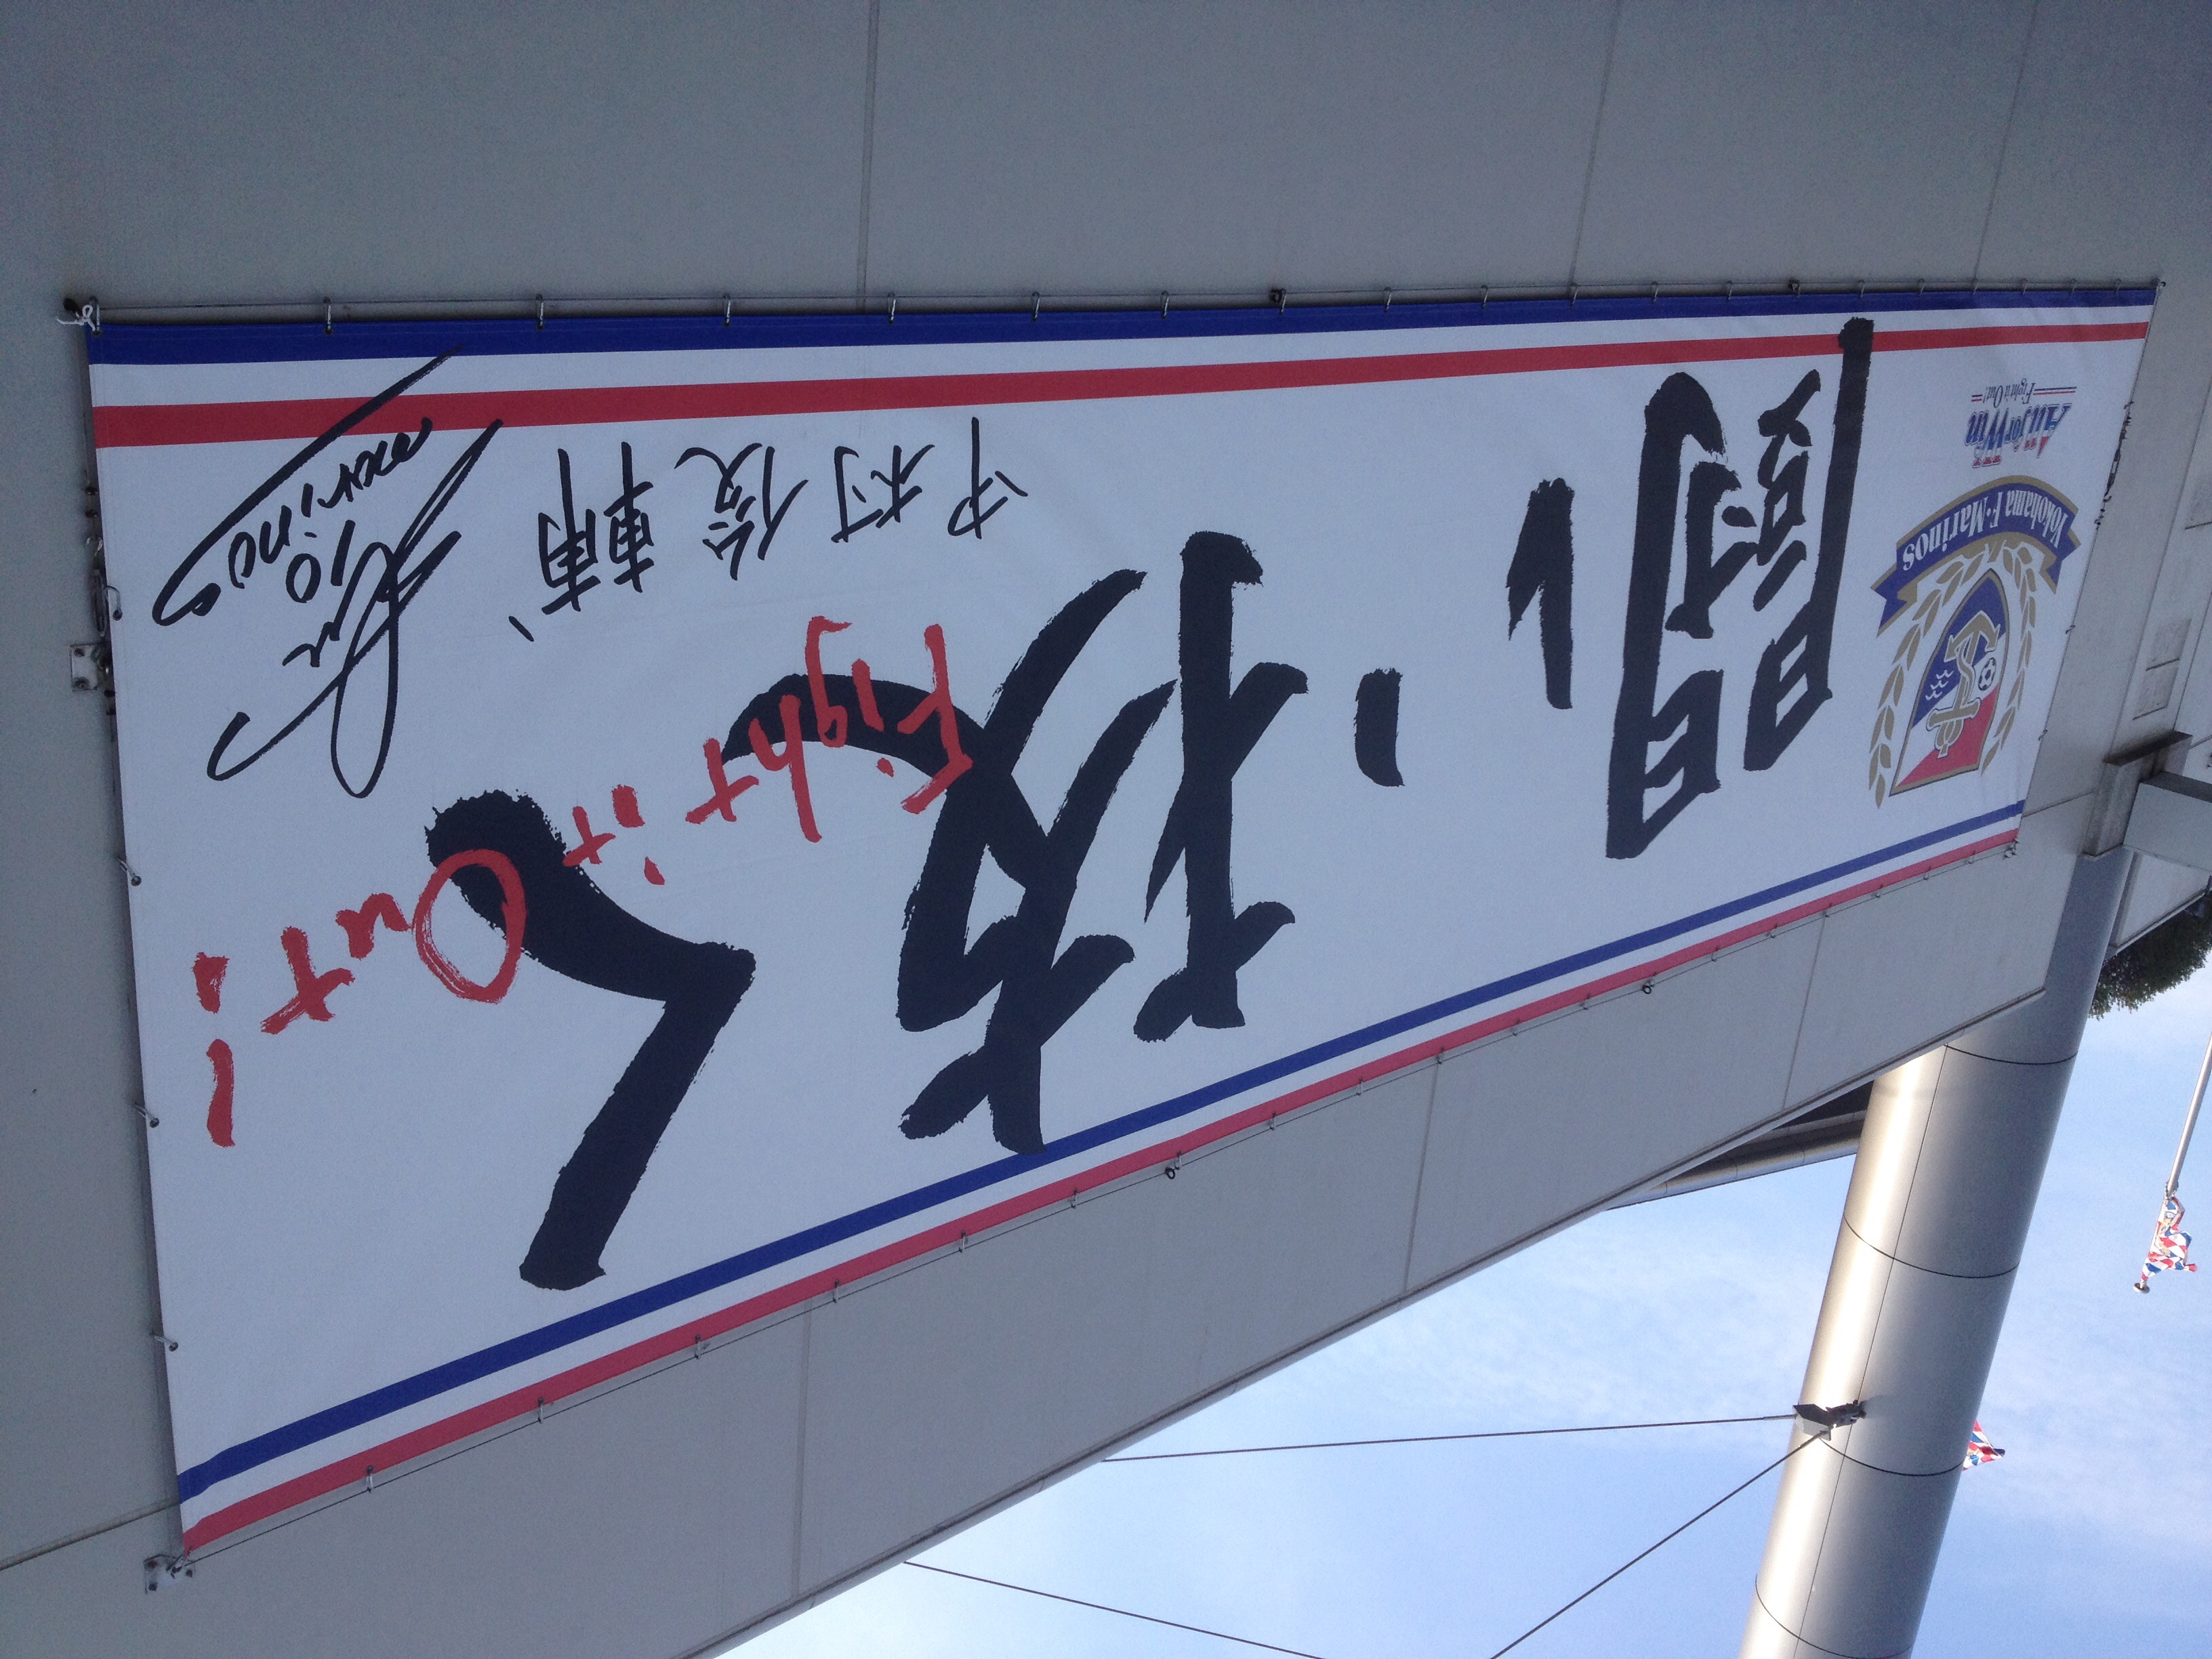 Yokohama F・Marinos
All for Win
Fight it Out!
闘い抜く
Fight it Out!
中村俊輔
10
marinos